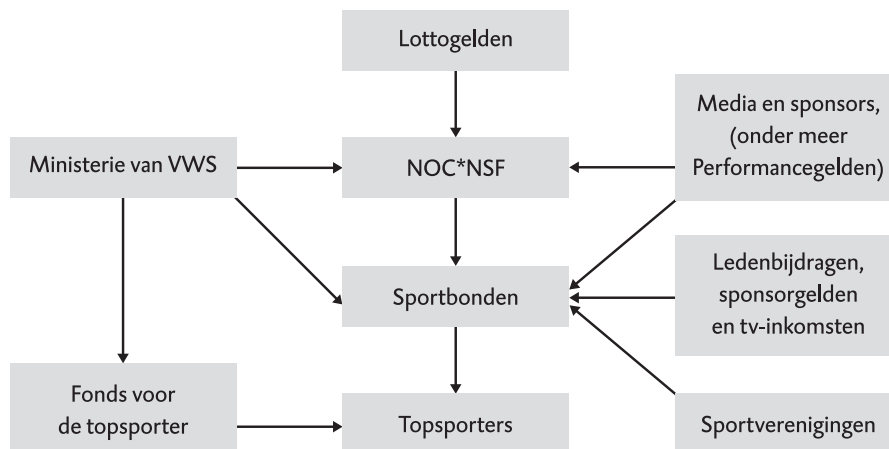 Lottogelden
Media en sponsors,
(onder meer
Performancegelden)
Ministerie van VWS
NOC*NSF
Sportbonden
Ledenbijdragen,
sponsorgelden
en tv-inkomsten
Fonds voor
de topsporter
Topsporters
Sportverenigingen